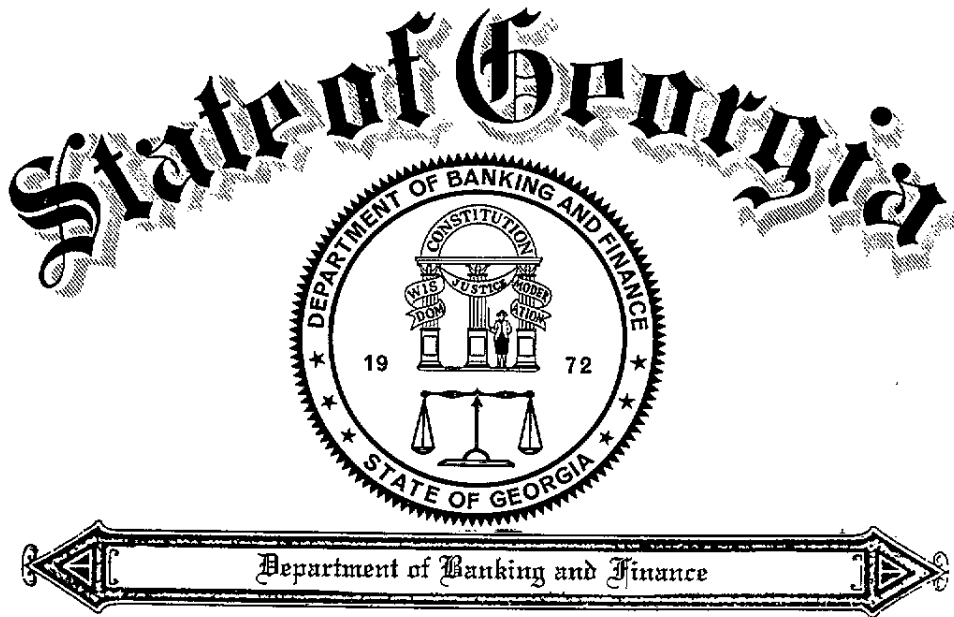 State of Georgia
DEPARTMENT OF BANKING AND FINANCE
CONSTITUTION
WIS
DOM
JUSTICE
MODER
ATION
19 72
STATE OF GEORGIA
Department of Banking and Finance